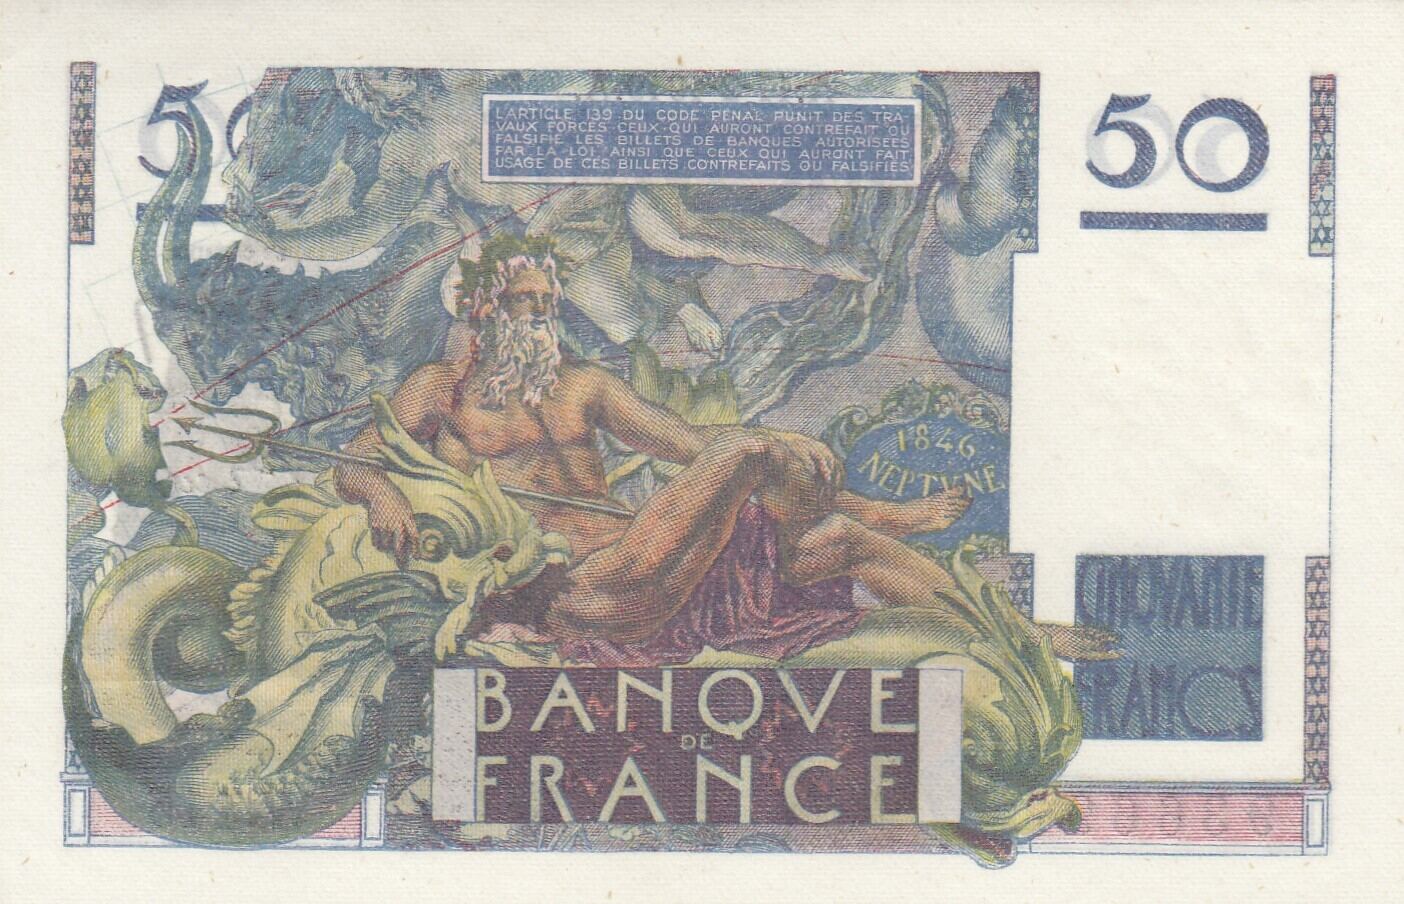 50
L'ARTICLE 139 DU CODE PENAL PUNIT DES TRA-
VAUX FORCES CEUX QUI AURONT CONTREFAIT OU
FALSIFIE LES BILLETS DE BANQUES AUTORISEES
PAR LA LOI AINSI QUE CEUX QUI AURONT FAIT
USAGE DE CES BILLETS CONTREFAITS OU FALSIFIES
50
1846
NEPTVNE
CINQUANTE
FRANCS
BANQVE
DE
FRANCE